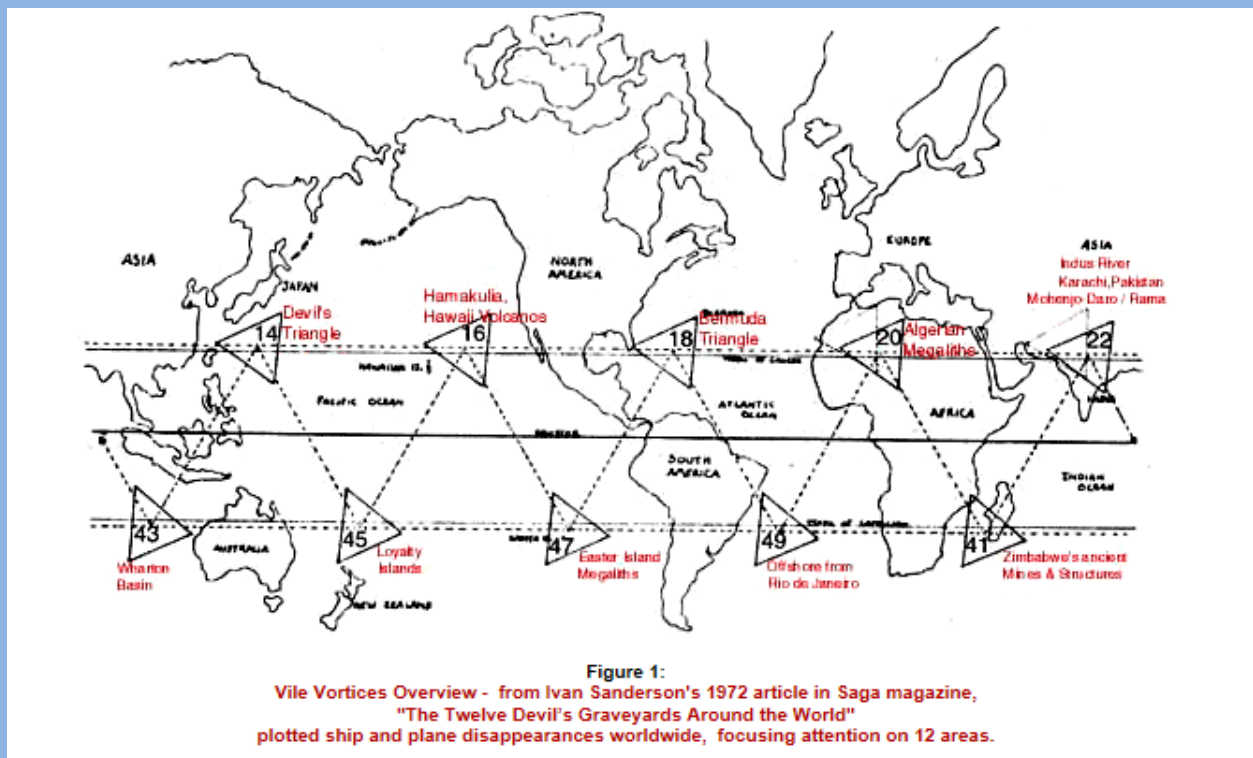 ASIA
JAPAN
Devil's
Triangle
14
Hamakulia,
Hawaii Volcanos
16
NORTH
AMERICA
18
Bermuda
Triangle
EUROPE
20
Algerian
Megaliths
ASIA
Indus River
Karachi, Pakistan
Mohenjo Daro / Rama
22
HAWAIIAN IS.
PACIFIC OCEAN
ATLANTIC
OCEAN
AFRICA
SOUTH
AMERICA
INDIAN
OCEAN
43
Wharton
Basin
AUSTRALIA
45
Loyalty
Islands.
NEW ZEALAND
47
Easter Island
Megaliths
49
Offshore from
Rio de Janeiro
41
Zimbabwe's ancient
Mines & Structures
Figure 1:
Vile Vortices Overview - from Ivan Sanderson's 1972 article in Saga magazine,
"The Twelve Devil's Graveyards Around the World"
plotted ship and plane disappearances worldwide, focusing attention on 12 areas.